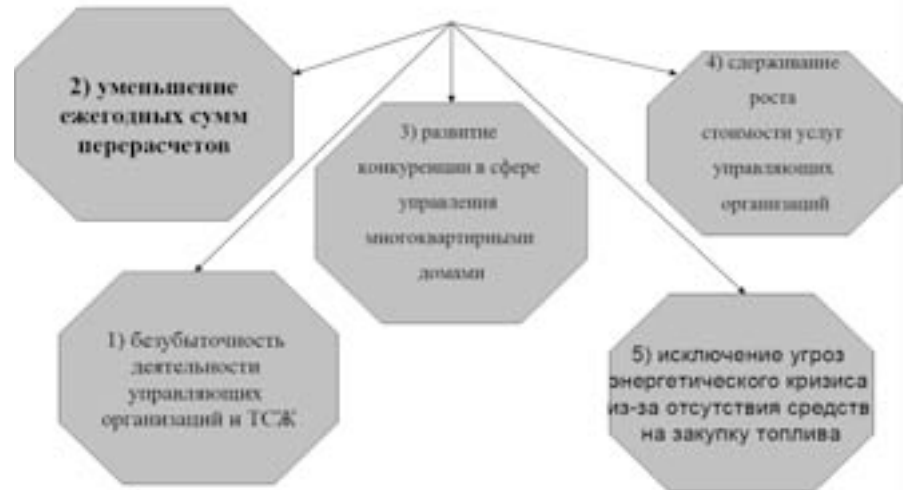 2) уменьшение
ежегодных сумм
перерасчетов
4) сдерживание
роста
стоимости услуг
управляющих
организаций
3) развитие
конкуренции в сфере
управления
многоквартирными
домами
1) безубыточность
деятельности
управляющих
организаций и ТСЖ
5) исключение угроз
энергетического кризиса
из-за отсутствия средств
на закупку топлива